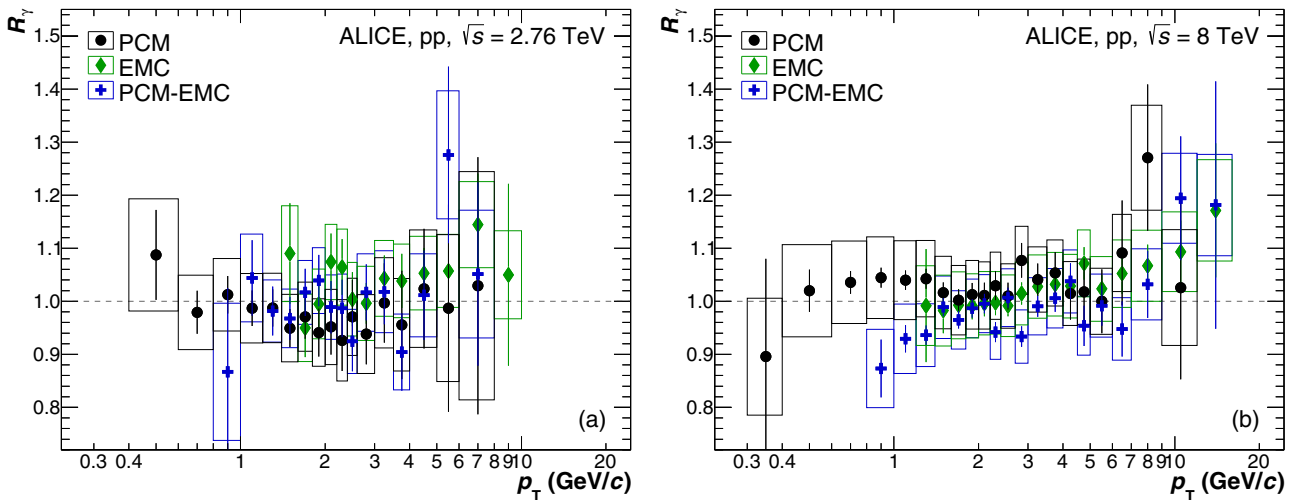 R_γ
1.5
1.4
1.3
1.2
1.1
1.0
0.9
0.8
ALICE, pp, √s = 2.76 TeV
PCM
EMC
PCM-EMC
(a)
0.3 0.4 1 2 3 4 5 6 7 8 9 10 20
p_T (GeV/c)
R_γ
1.5
1.4
1.3
1.2
1.1
1.0
0.9
0.8
ALICE, pp, √s = 8 TeV
PCM
EMC
PCM-EMC
(b)
0.3 0.4 1 2 3 4 5 6 7 8 9 10 20
p_T (GeV/c)